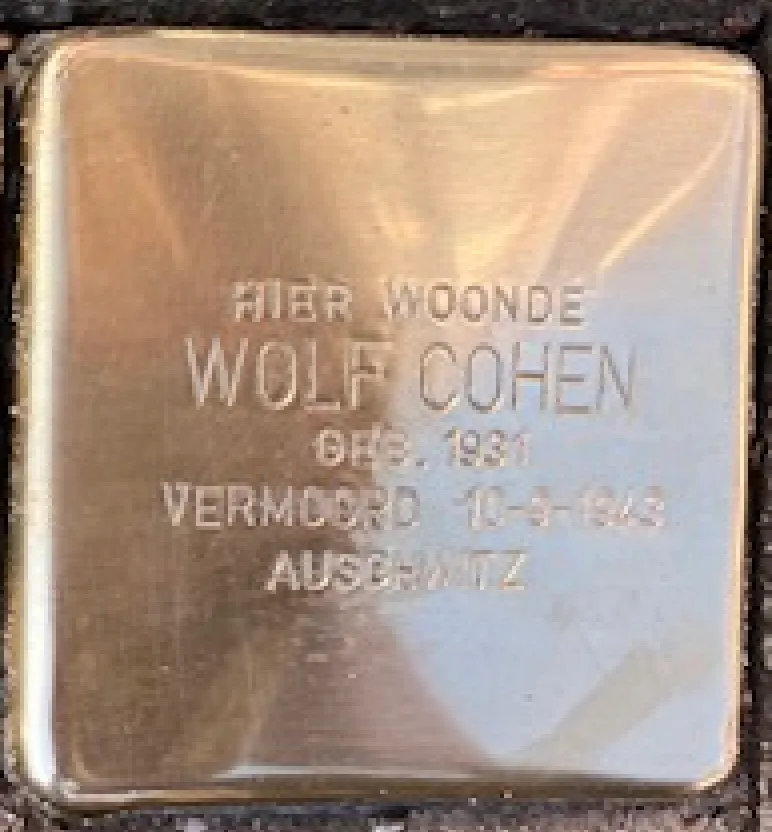 HIER WOONDE
WOLF COHEN
GEB. 1931
VERMOORD
AUSCHWITZ